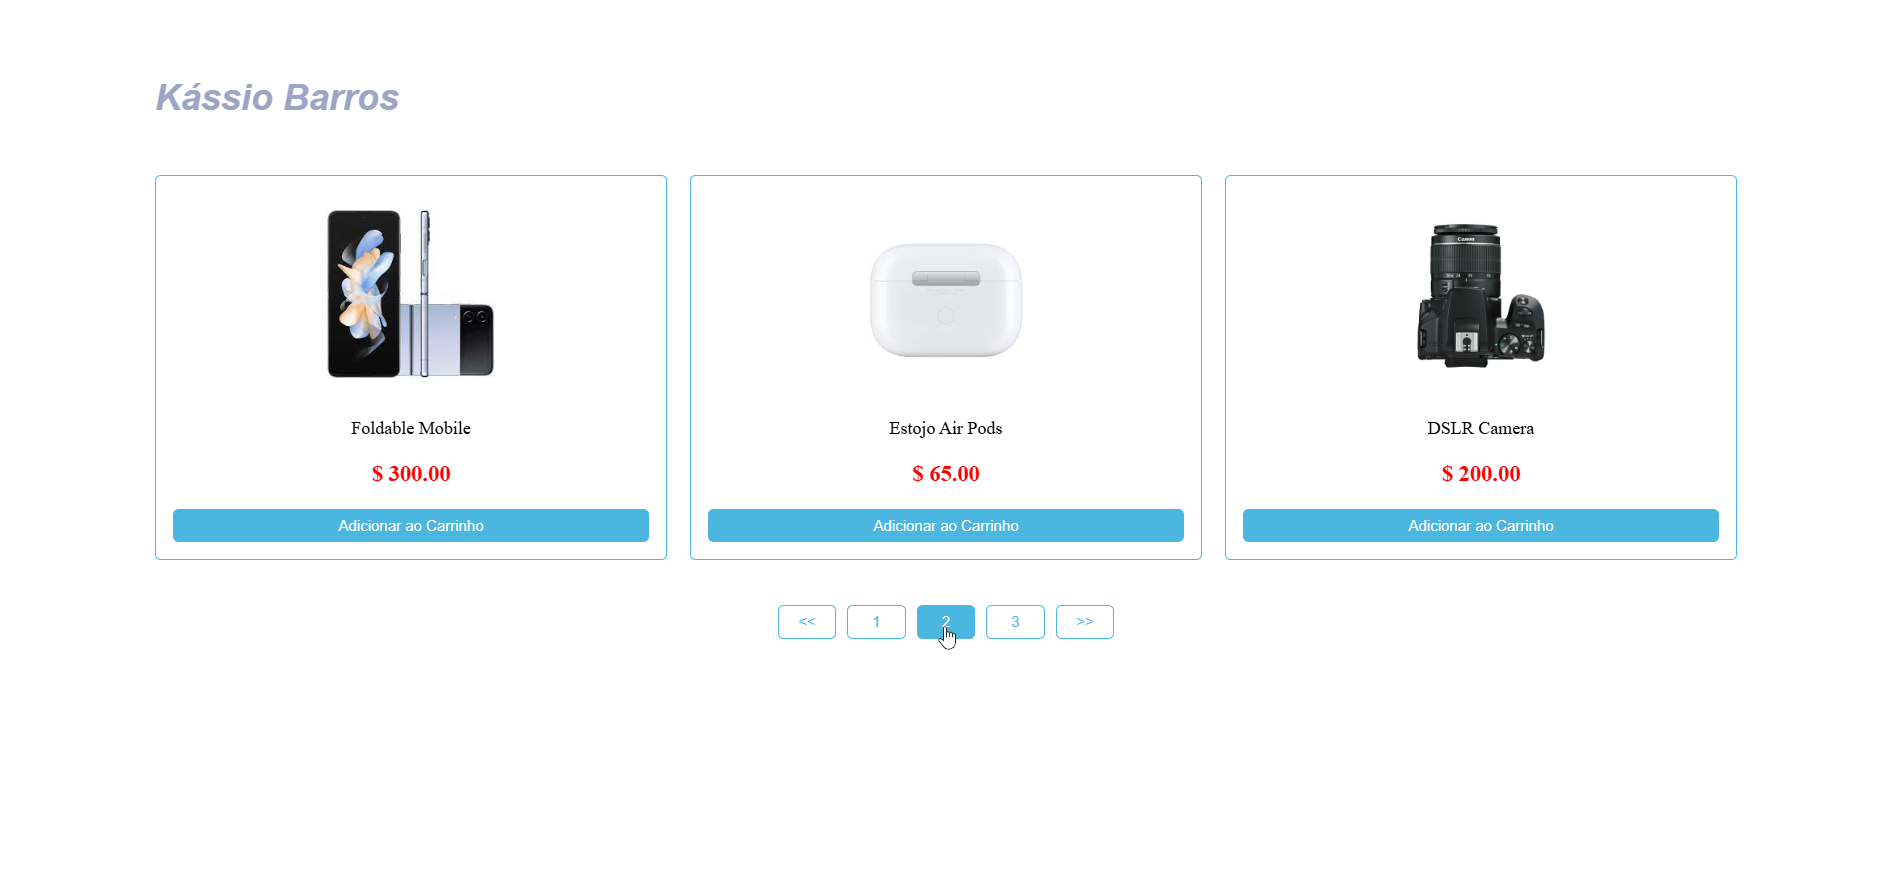 Kássio Barros
Canon
Foldable Mobile
Estojo Air Pods
DSLR Camera
$ 300.00
$ 65.00
$ 200.00
Adicionar ao Carrinho
Adicionar ao Carrinho
Adicionar ao Carrinho
<< 1 2 3 >>